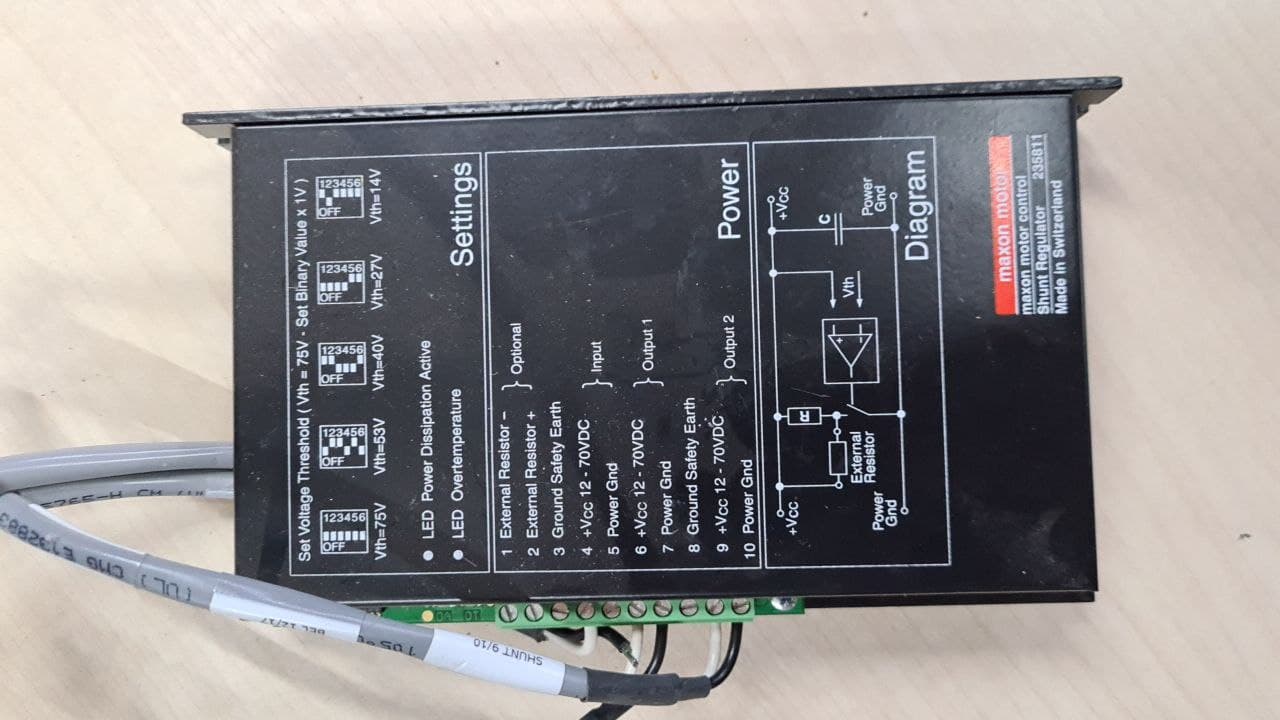 Set Voltage Threshold ( Vth = 75V - Set Binary Value x 1V )
123456 123456 123456 123456 123456
OFF OFF OFF OFF OFF
Vth=75V Vth=53V Vth=40V Vth=27V Vth=14V
LED Power Dissipation Active
LED Overtemperature
Settings
1 External Resistor -
2 External Resistor +
Optional
3 Ground Safety Earth
4 +Vcc 12 - 70VDC
5 Power Gnd
Input
6 +Vcc 12 - 70VDC
7 Power Gnd
Output 1
8 Ground Safety Earth
9 +Vcc 12 - 70VDC
10 Power Gnd
Output 2
Power
+Vcc
+Vcc
R
C
Vth
+
-
External
Resistor
Power
Gnd
Power
Gnd
Diagram
maxon motor
maxon motor control
Shunt Regulator 235811
Made in Switzerland
SHUNT 9/10